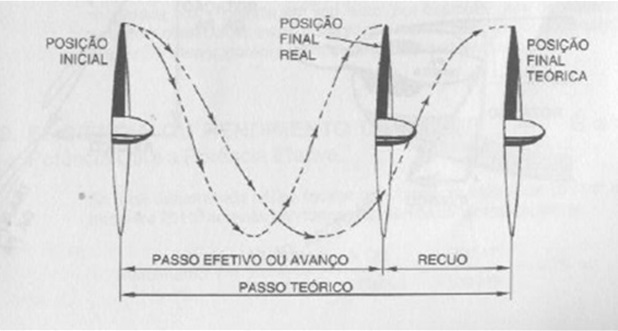 POSIÇÃO
INICIAL
POSIÇÃO
FINAL
REAL
POSIÇÃO
FINAL
TEÓRICA
PASSO EFETIVO OU AVANÇO
RECUO
PASSO TEÓRICO